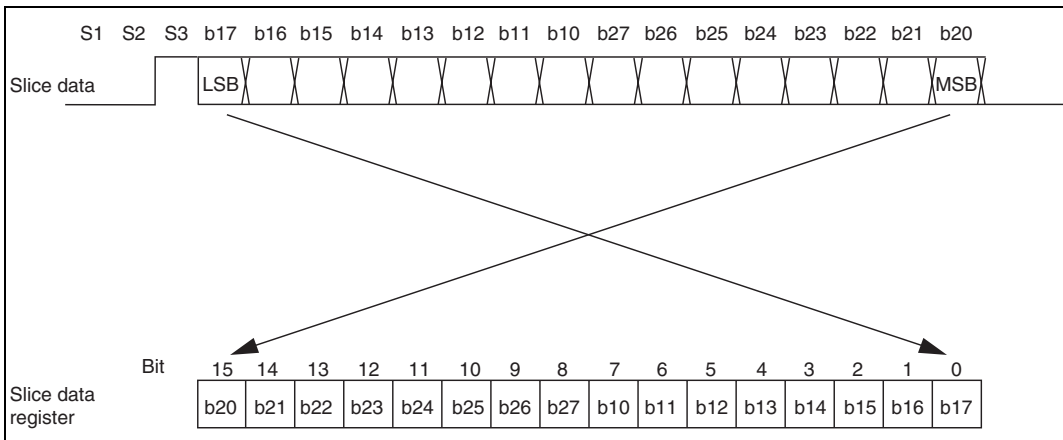 S1 S2 S3 b17 b16 b15 b14 b13 b12 b11 b10 b27 b26 b25 b24 b23 b22 b21 b20
Slice data LSB MSB
Bit 15 14 13 12 11 10 9 8 7 6 5 4 3 2 1 0
Slice data
register
b20 b21 b22 b23 b24 b25 b26 b27 b10 b11 b12 b13 b14 b15 b16 b17